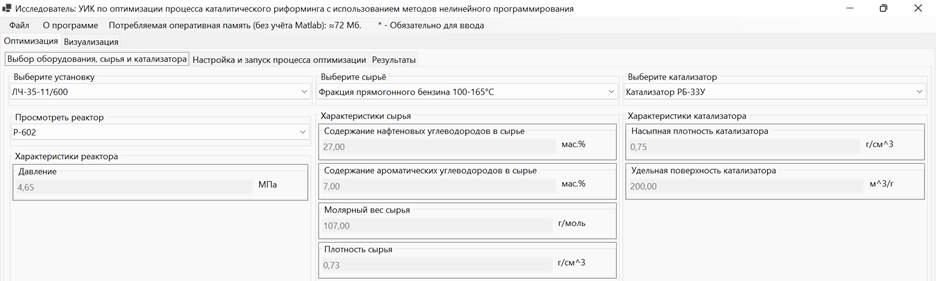 Исследователь: УИК по оптимизации процесса каталитического риформинга с использованием методов нелинейного программирования
Файл О программе Потребляемая оперативная память (без учёта Matlab): ≈72 Мб. * - Обязательно для ввода
Оптимизация Визуализация
Выбор оборудования, сырья и катализатора Настройка и запуск процесса оптимизации Результаты
Выберите установку Выберите сырьё Выберите катализатор
ЛЧ-35-11/600 Фракция прямогонного бензина 100-165°С Катализатор РБ-33У
Просмотреть реактор Характеристики сырья Характеристики катализатора
Р-602 Содержание нафтеновых углеводородов в сырье Насыпная плотность катализатора
27,00 мас.% 0,75 г/см^3
Характеристики реактора Содержание ароматических углеводородов в сырье Удельная поверхность катализатора
Давление 7,00 мас.% 200,00 м^3/г
4,65 МПа
Молярный вес сырья
107,00 г/моль
Плотность сырья
0,73 г/см^3